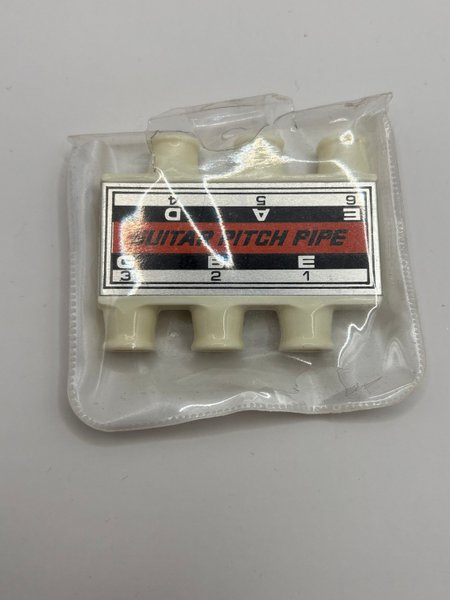 D 4 A 5 E 6
GUITAR PITCH PIPE
G B E
3 2 1